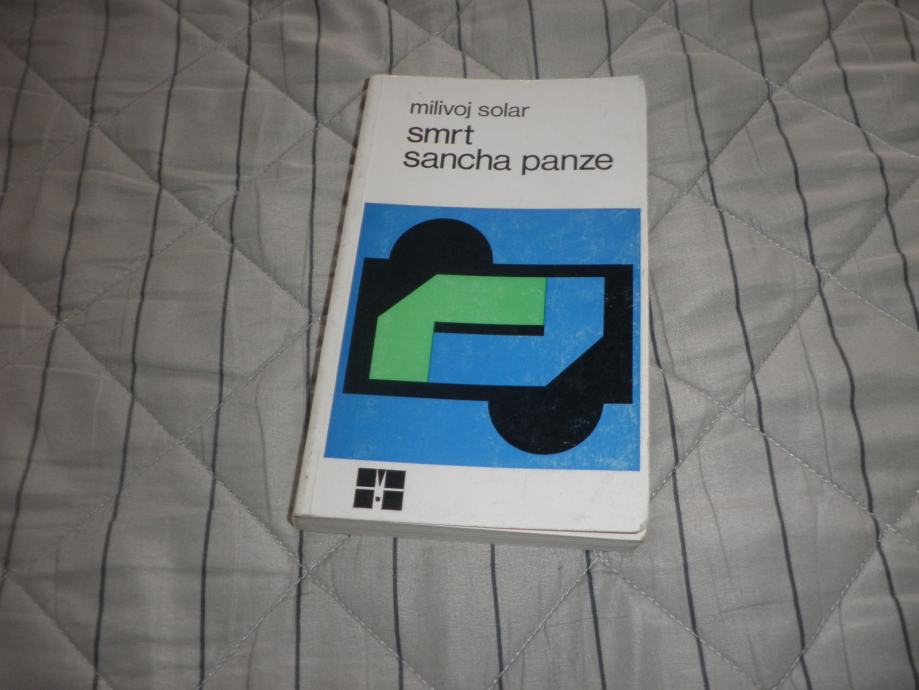 milivoj solar
smrt
sancha panze